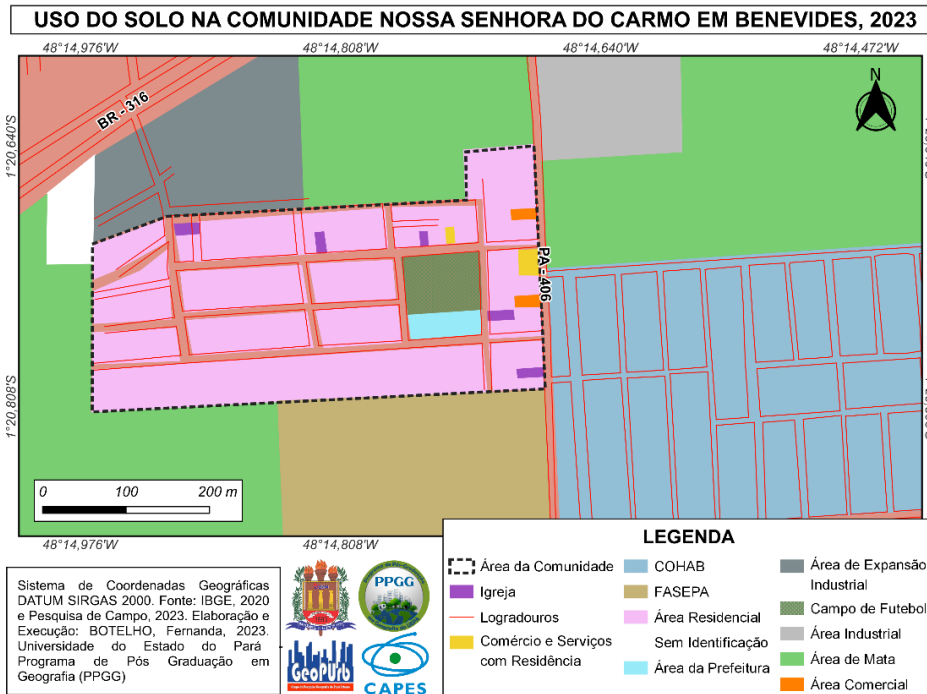 USO DO SOLO NA COMUNIDADE NOSSA SENHORA DO CARMO EM BENEVIDES, 2023
48°14,976'W
48°14,808'W
48°14,640'W
48°14,472'W
N
BR - 316
1°20,640'S
PA - 406
1°20,808'S
0 100 200 m
48°14,976'W
48°14,808'W
LEGENDA
Área da Comunidade
Igreja
Logradouros
Comércio e Serviços
com Residência
COHAB
FASEPA
Área Residencial
Sem Identificação
Área da Prefeitura
Área de Expansão
Industrial
Campo de Futebol
Área Industrial
Área de Mata
Área Comercial
Sistema de Coordenadas Geográficas
DATUM SIRGAS 2000. Fonte: IBGE, 2020
e Pesquisa de Campo, 2023. Elaboração e
Execução: BOTELHO, Fernanda, 2023.
Universidade do Estado do Pará
Programa de Pós Graduação em
Geografia (PPGG)
PPGG
GeoPUrb
CAPES